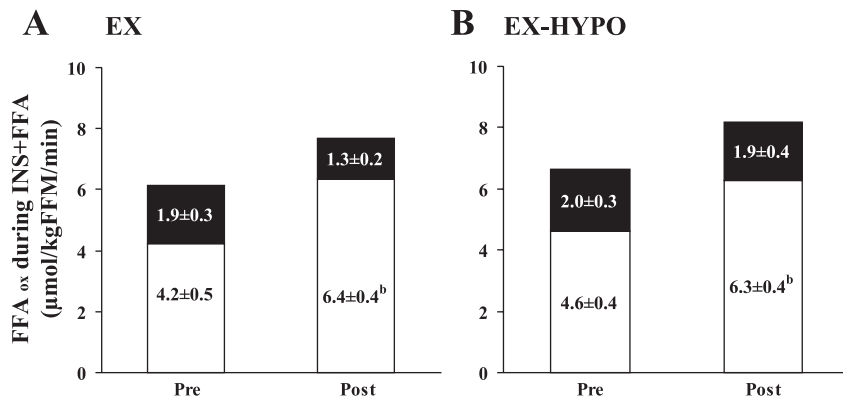 A EX
FFA ox during INS+FFA
(μmol/kgFFM/min)
10
8
6
4
2
0
1.9±0.3
4.2±0.5
1.3±0.2
6.4±0.4ᵇ
Pre
Post
B EX-HYPO
10
8
6
4
2
0
2.0±0.3
4.6±0.4
1.9±0.4
6.3±0.4ᵇ
Pre
Post